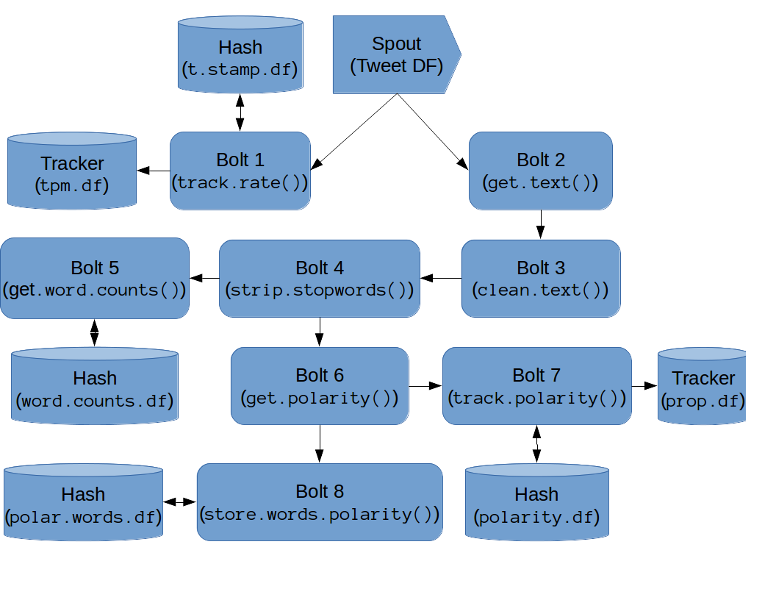 Hash
(t.stamp.df)
Spout
(Tweet DF)
Tracker
(tpm.df)
Bolt 1
(track.rate())
Bolt 2
(get.text())
Bolt 5
(get.word.counts())
Bolt 4
(strip.stopwords())
Bolt 3
(clean.text())
Hash
(word.counts.df)
Bolt 6
(get.polarity())
Bolt 7
(track.polarity())
Tracker
(prop.df)
Hash
(polar.words.df)
Bolt 8
(store.words.polarity())
Hash
(polarity.df)